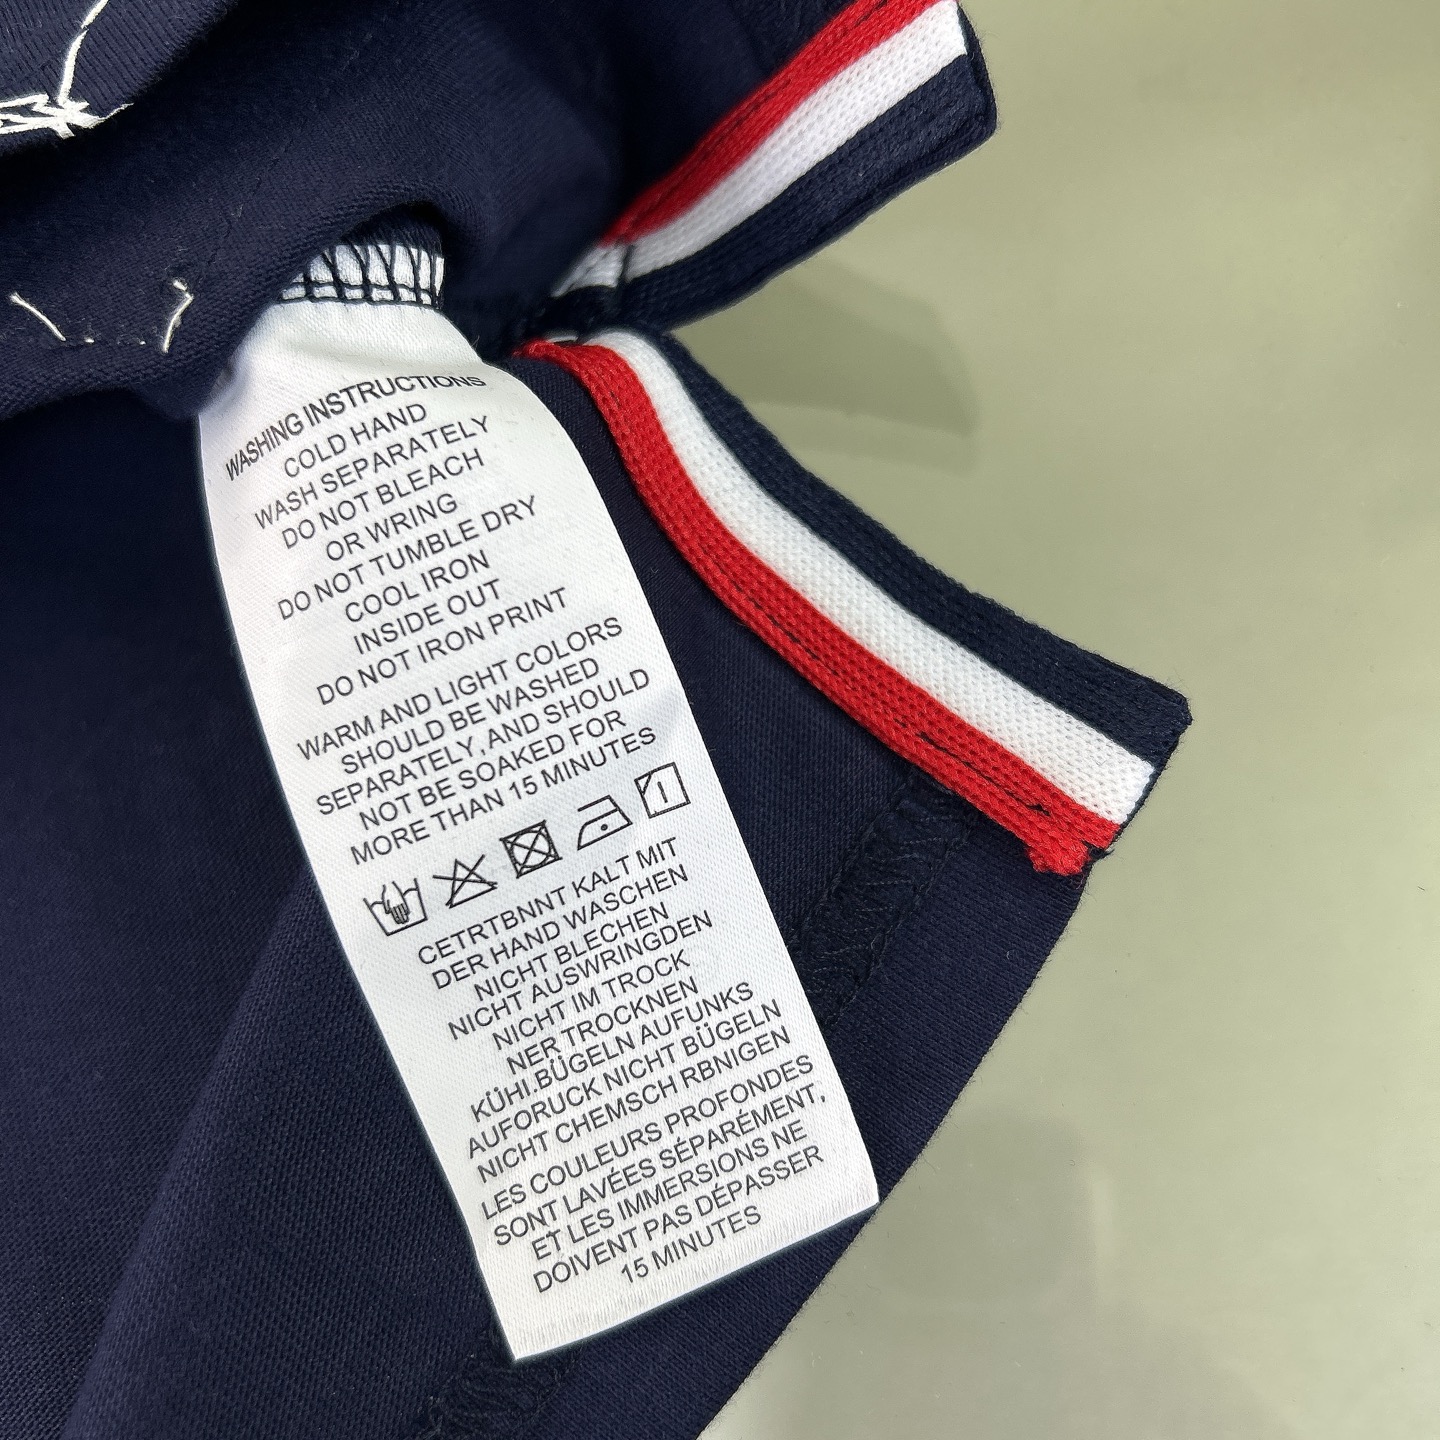 WASHING INSTRUCTIONS
COLD HAND
WASH SEPARATELY
DO NOT BLEACH
OR WRING
DO NOT TUMBLE DRY
COOL IRON
INSIDE OUT
DO NOT IRON PRINT
WARM AND LIGHT COLORS
SHOULD BE WASHED
SEPARATELY, AND SHOULD
NOT BE SOAKED FOR
MORE THAN 15 MINUTES
CETRTBNNT KALT MIT
DER HAND WASCHEN
NICHT BLECHEN
NICHT AUSWRINGDEN
NICHT IM TROCK
NER TROCKNEN
KÜHI.BÜGELN AUFUNKS
AUFORUCK NICHT BÜGELN
NICHT CHEMSCH RBNIGEN
LES COULEURS PROFONDES
SONT LAVÉES SÉPARÉMENT,
ET LES IMMERSIONS NE
DOIVENT PAS DÉPASSER
15 MINUTES